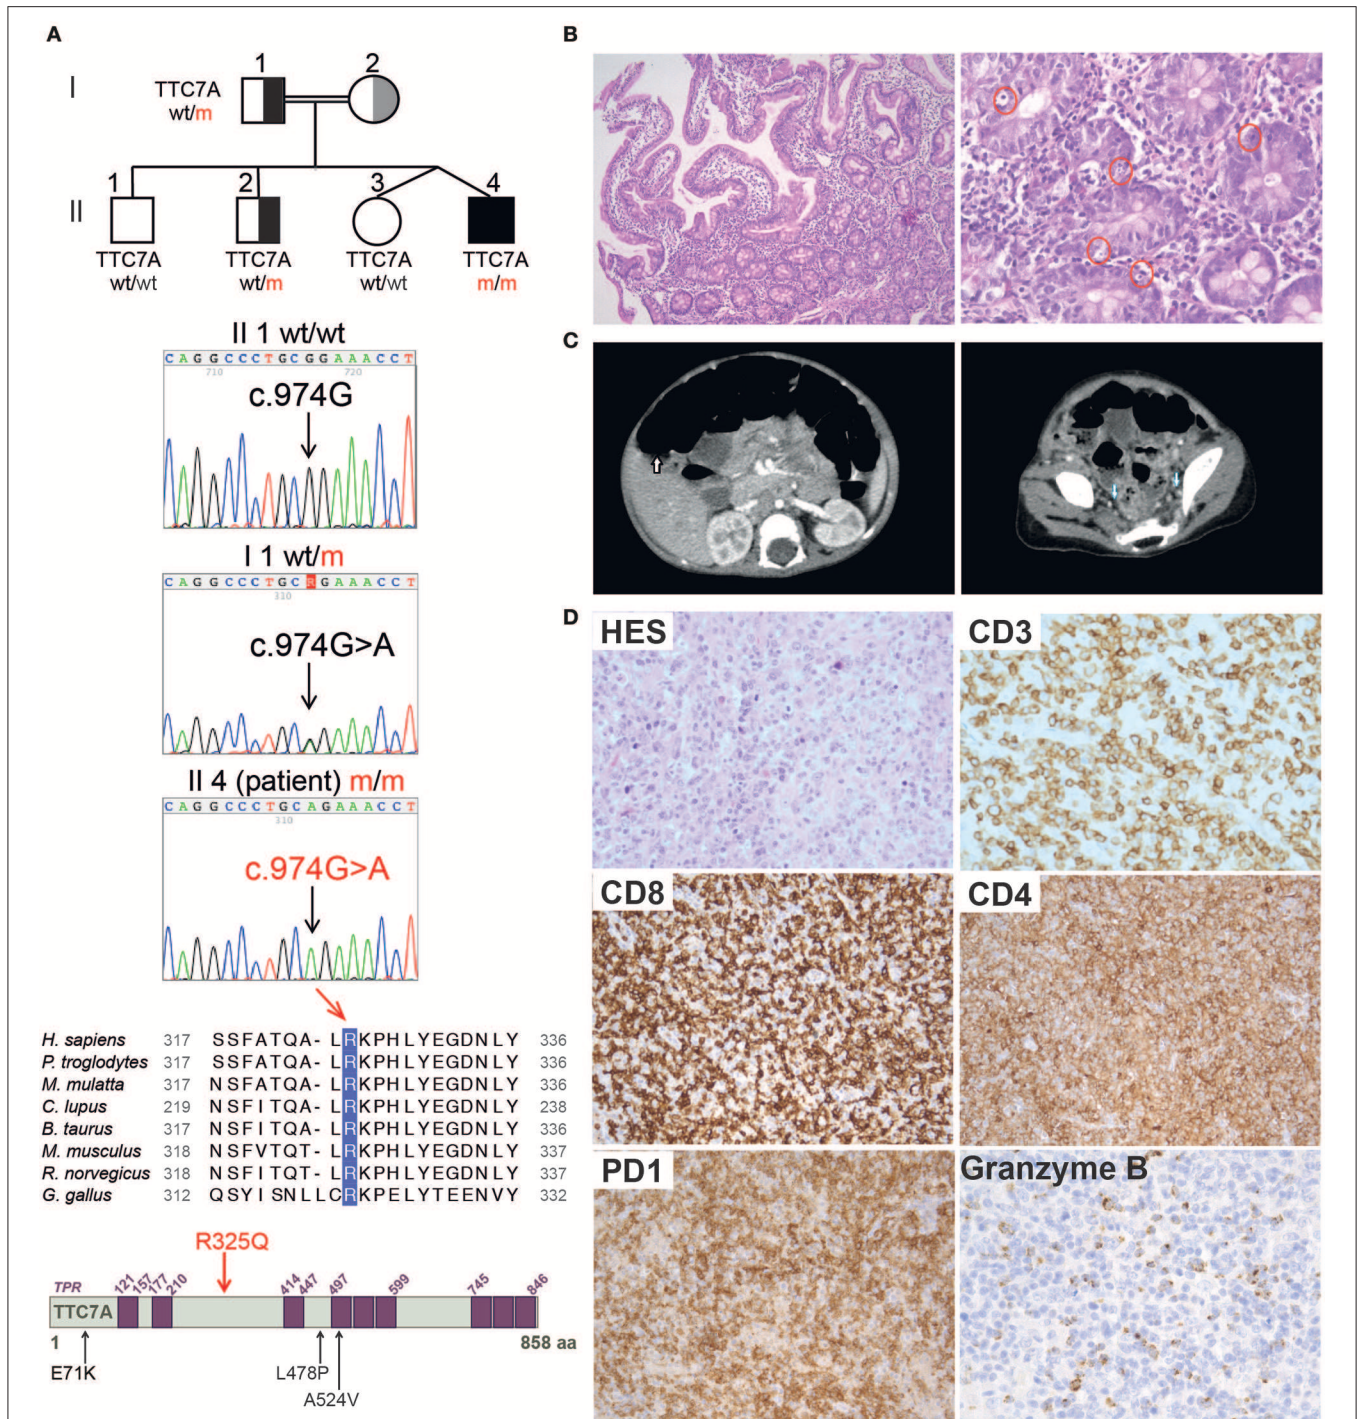 A
1
2
I
TTC7A
wt/m
1
2
3
4
II
TTC7A
wt/wt
TTC7A
wt/m
TTC7A
wt/wt
TTC7A
m/m
II 1 wt/wt
CAGGCCCTGCGGAAACCT
710
720
c.974G
I 1 wt/m
CAGGCCCTGCRGAAACCT
310
c.974G>A
II 4 (patient) m/m
CAGGCCCTGCAGAAACCT
310
c.974G>A
H. sapiens 317 SSFATQA-LRKPHLYEGDNLY 336
P. troglodytes 317 SSFATQA-LRKPHLYEGDNLY 336
M. mulatta 317 NSFATQA-LRKPHLYEGDNLY 336
C. lupus 219 NSFITQA-LRKPHLYEGDNLY 238
B. taurus 317 NSFITQA-LRKPHLYEGDNLY 336
M. musculus 318 NSFVTQT-LRKPHLYEGDNLY 337
R. norvegicus 318 NSFITQT-LRKPHLYEGDNLY 337
G. gallus 312 QSYISNLLCRKPELYTEENVY 332
R325Q
TPR 121 157 177 210 414 447 497 599 745 846
TTC7A
1 858 aa
E71K
L478P
A524V
B
C
D
HES
CD3
CD8
CD4
PD1
Granzyme B